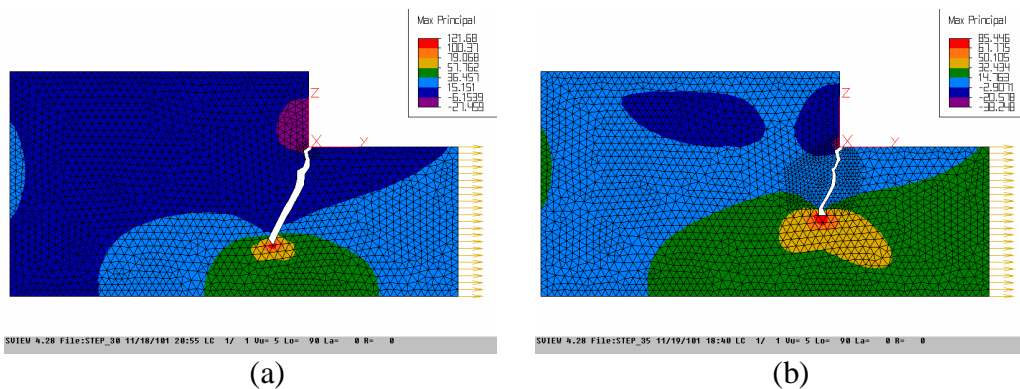 Max Principal
121.68
100.37
79.068
57.762
36.457
15.151
-6.1539
-27.459
Z
X
Y
SVIEW 4.28 File:STEP_30 11/18/101 20:55 LC 1/ 1 Vu= 5 Lo= 90 La= 0 R= 0
(a)
Max Principal
85.446
67.775
50.105
32.434
14.763
-2.9071
-20.578
-38.248
Z
X
Y
SVIEW 4.28 File:STEP_35 11/19/101 18:40 LC 1/ 1 Vu= 5 Lo= 90 La= 0 R= 0
(b)